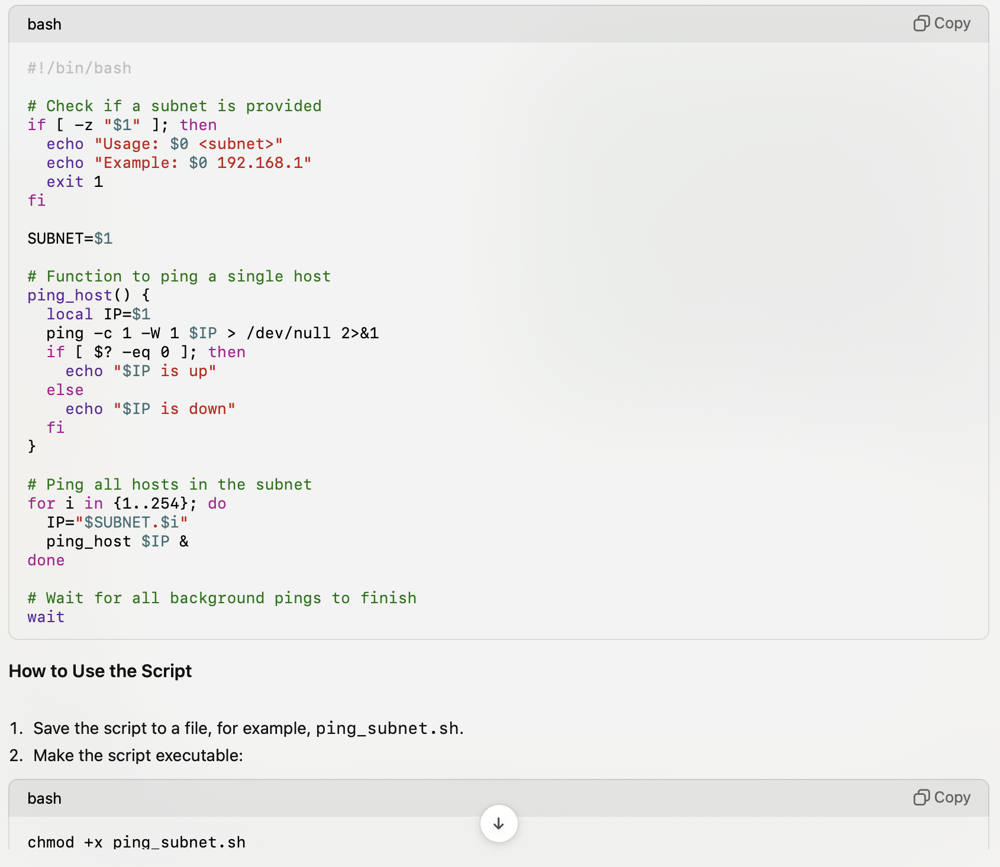 bash
Copy
#!/bin/bash
# Check if a subnet is provided
if [ -z "$1" ]; then
  echo "Usage: $0 <subnet>"
  echo "Example: $0 192.168.1"
  exit 1
fi
SUBNET=$1
# Function to ping a single host
ping_host() {
  local IP=$1
  ping -c 1 -W 1 $IP > /dev/null 2>&1
  if [ $? -eq 0 ]; then
    echo "$IP is up"
  else
    echo "$IP is down"
  fi
}
# Ping all hosts in the subnet
for i in {1..254}; do
  IP="$SUBNET.$i"
  ping_host $IP &
done
# Wait for all background pings to finish
wait
How to Use the Script
1. Save the script to a file, for example, ping_subnet.sh.
2. Make the script executable:
bash
Copy
chmod +x ping_subnet.sh